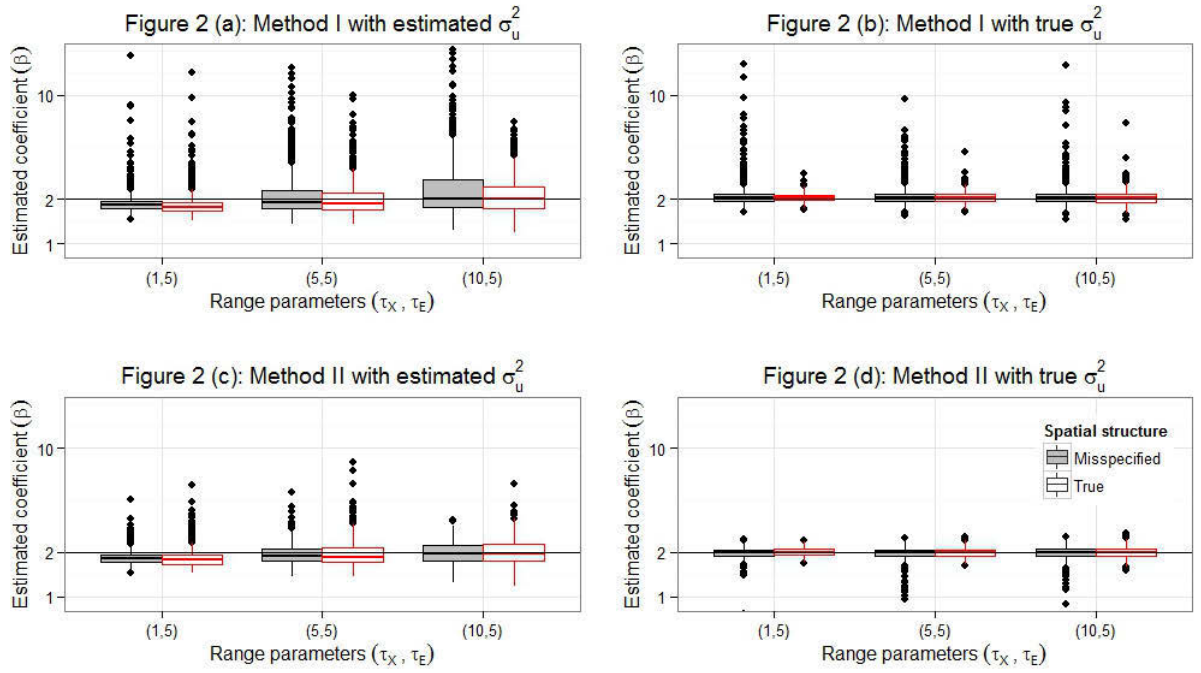 Figure 2 (a): Method I with estimated σ²ᵤ
Estimated coefficient (β)
10
2
1
(1,5) (5,5) (10,5)
Range parameters (τX , τE)
Figure 2 (b): Method I with true σ²ᵤ
Estimated coefficient (β)
10
2
1
(1,5) (5,5) (10,5)
Range parameters (τX , τE)
Figure 2 (c): Method II with estimated σ²ᵤ
Estimated coefficient (β)
10
2
1
(1,5) (5,5) (10,5)
Range parameters (τX , τE)
Figure 2 (d): Method II with true σ²ᵤ
Estimated coefficient (β)
10
2
1
Spatial structure
Misspecified
True
(1,5) (5,5) (10,5)
Range parameters (τX , τE)